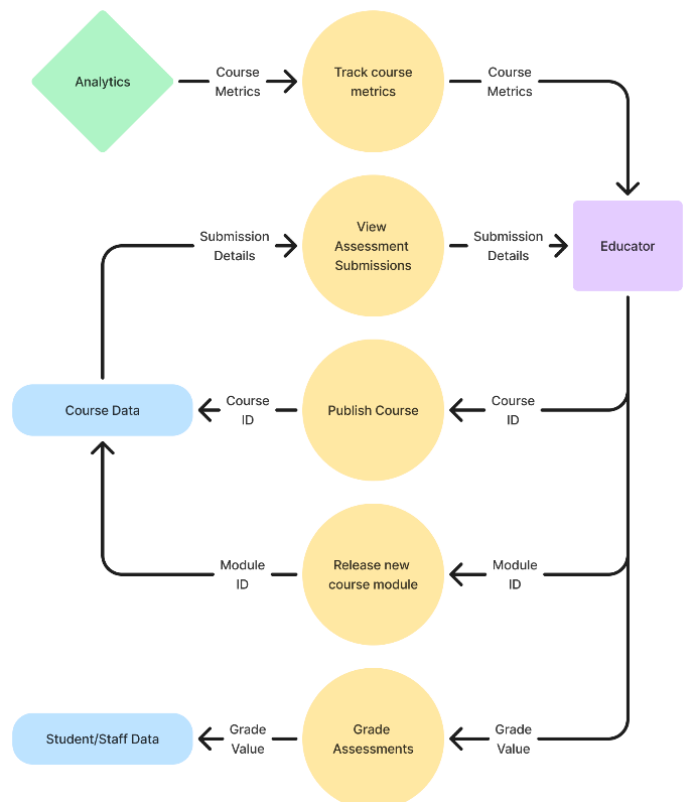 Analytics
Course
Metrics
Track course
metrics
Course
Metrics
Submission
Details
View
Assessment
Submissions
Submission
Details
Educator
Course Data
Course
ID
Publish Course
Course
ID
Module
ID
Release new
course module
Module
ID
Student/Staff Data
Grade
Value
Grade
Assessments
Grade
Value